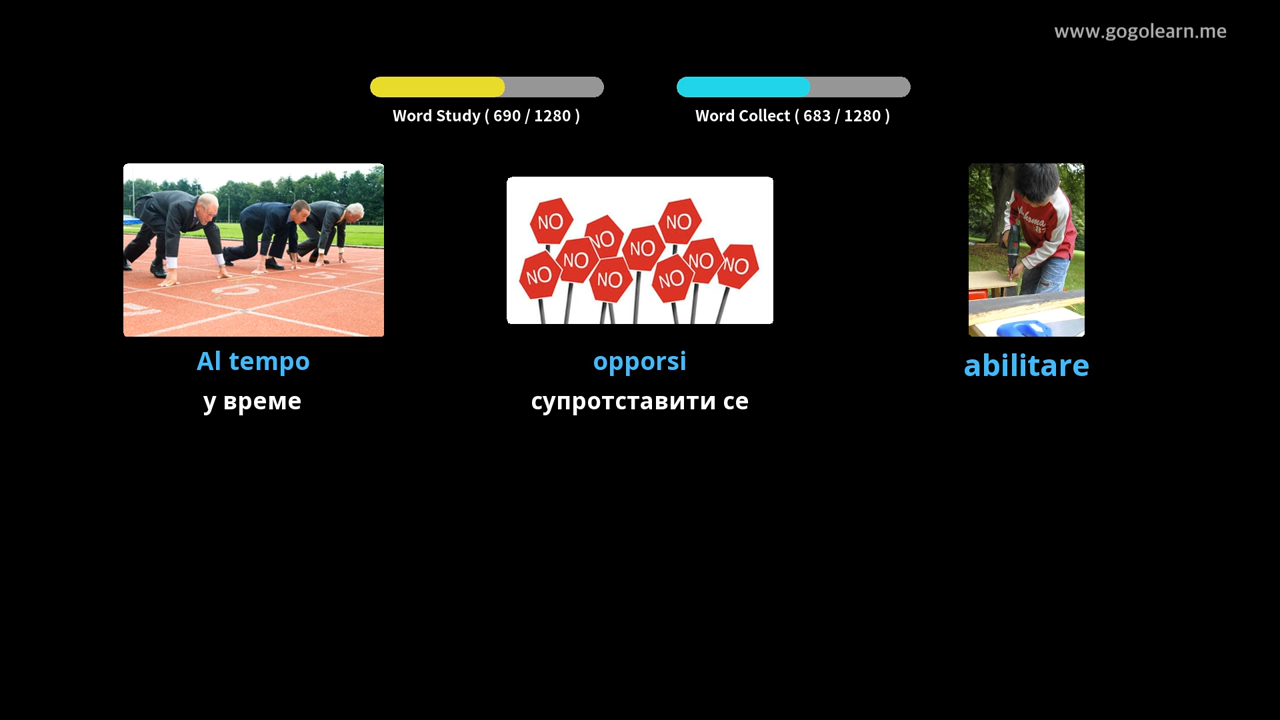 www.gogolearn.me
Word Study ( 690 / 1280 )
Word Collect ( 683 / 1280 )
NO NO NO NO NO NO NO NO NO NO NO
Al tempo
у време
opporsi
супротставити се
abilitare